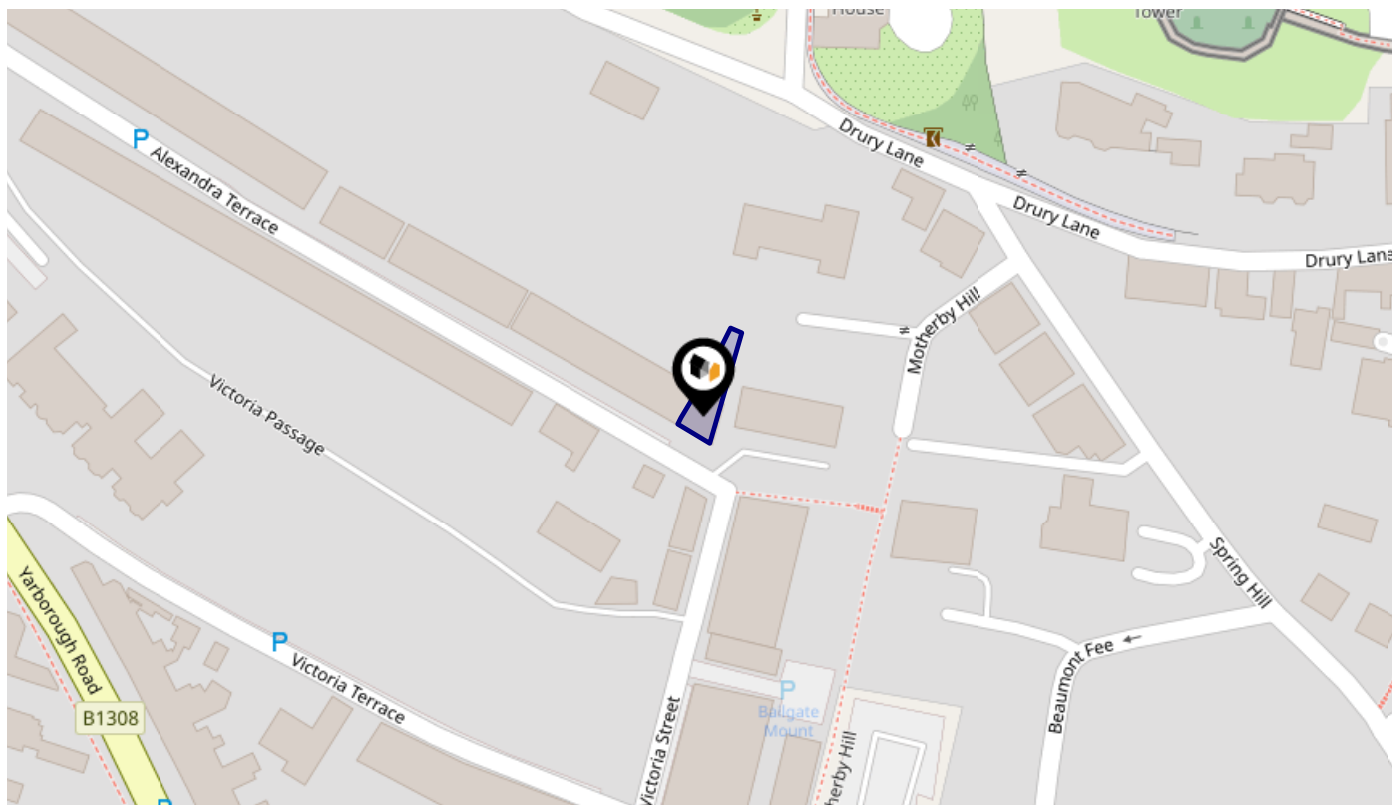 House
Tower
P
Alexandra Terrace
Drury Lane
Drury Lane
Drury Lane
Motherby Hill
Victoria Passage
Spring Hill
Yarborough Road
P
Victoria Terrace
B1308
Beaumont Fee
P
Bailgate
Mount
Victoria Street
herby Hill
P